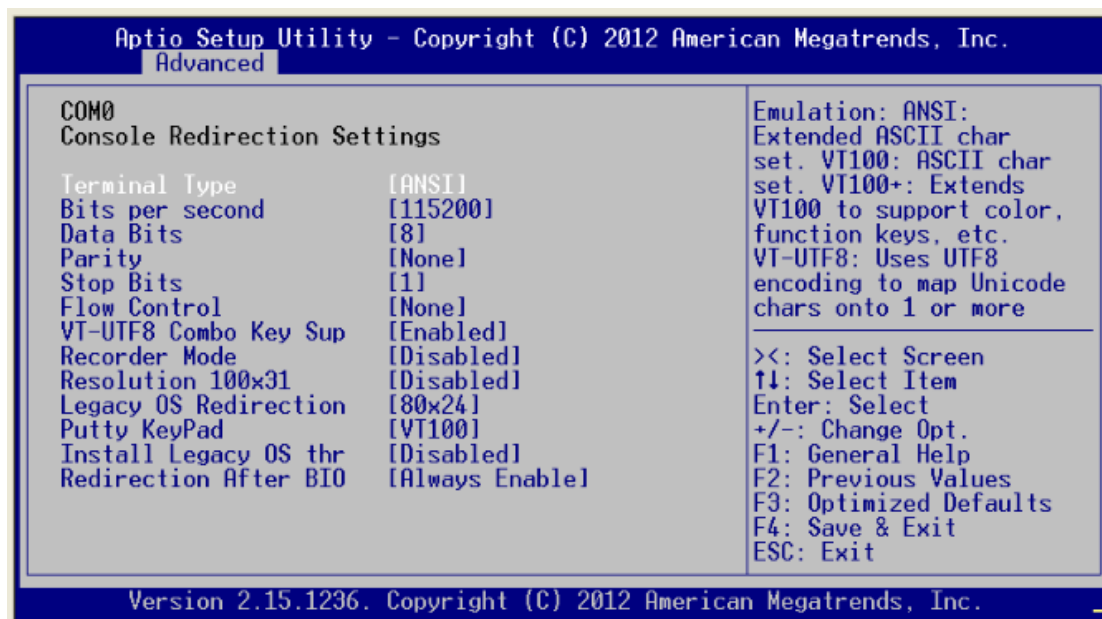 Aptio Setup Utility - Copyright (C) 2012 American Megatrends, Inc.
Advanced
COM0
Console Redirection Settings
Terminal Type [ANSI]
Bits per second [115200]
Data Bits [8]
Parity [None]
Stop Bits [1]
Flow Control [None]
VT-UTF8 Combo Key Sup [Enabled]
Recorder Mode [Disabled]
Resolution 100x31 [Disabled]
Legacy OS Redirection [80x24]
Putty KeyPad [VT100]
Install Legacy OS thr [Disabled]
Redirection After BIO [Always Enable]
Emulation: ANSI:
Extended ASCII char
set. VT100: ASCII char
set. VT100+: Extends
VT100 to support color,
function keys, etc.
VT-UTF8: Uses UTF8
encoding to map Unicode
chars onto 1 or more
><: Select Screen
↑↓: Select Item
Enter: Select
+/-: Change Opt.
F1: General Help
F2: Previous Values
F3: Optimized Defaults
F4: Save & Exit
ESC: Exit
Version 2.15.1236. Copyright (C) 2012 American Megatrends, Inc.